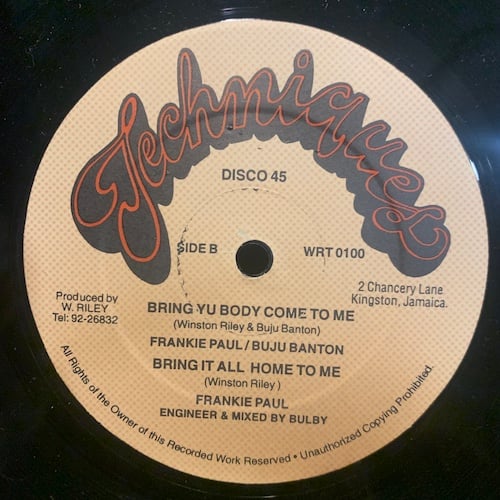 Techniques
DISCO 45
SIDE B
WRT 0100
2 Chancery Lane
Kingston, Jamaica.
Produced by
W. RILEY
Tel: 92-26832
BRING YU BODY COME TO ME
(Winston Riley & Buju Banton)
FRANKIE PAUL / BUJU BANTON
BRING IT ALL HOME TO ME
(Winston Riley )
FRANKIE PAUL
ENGINEER & MIXED BY BULBY
All Rights of the Owner of this Recorded Work Reserved • Unauthorized Copying Prohibited.